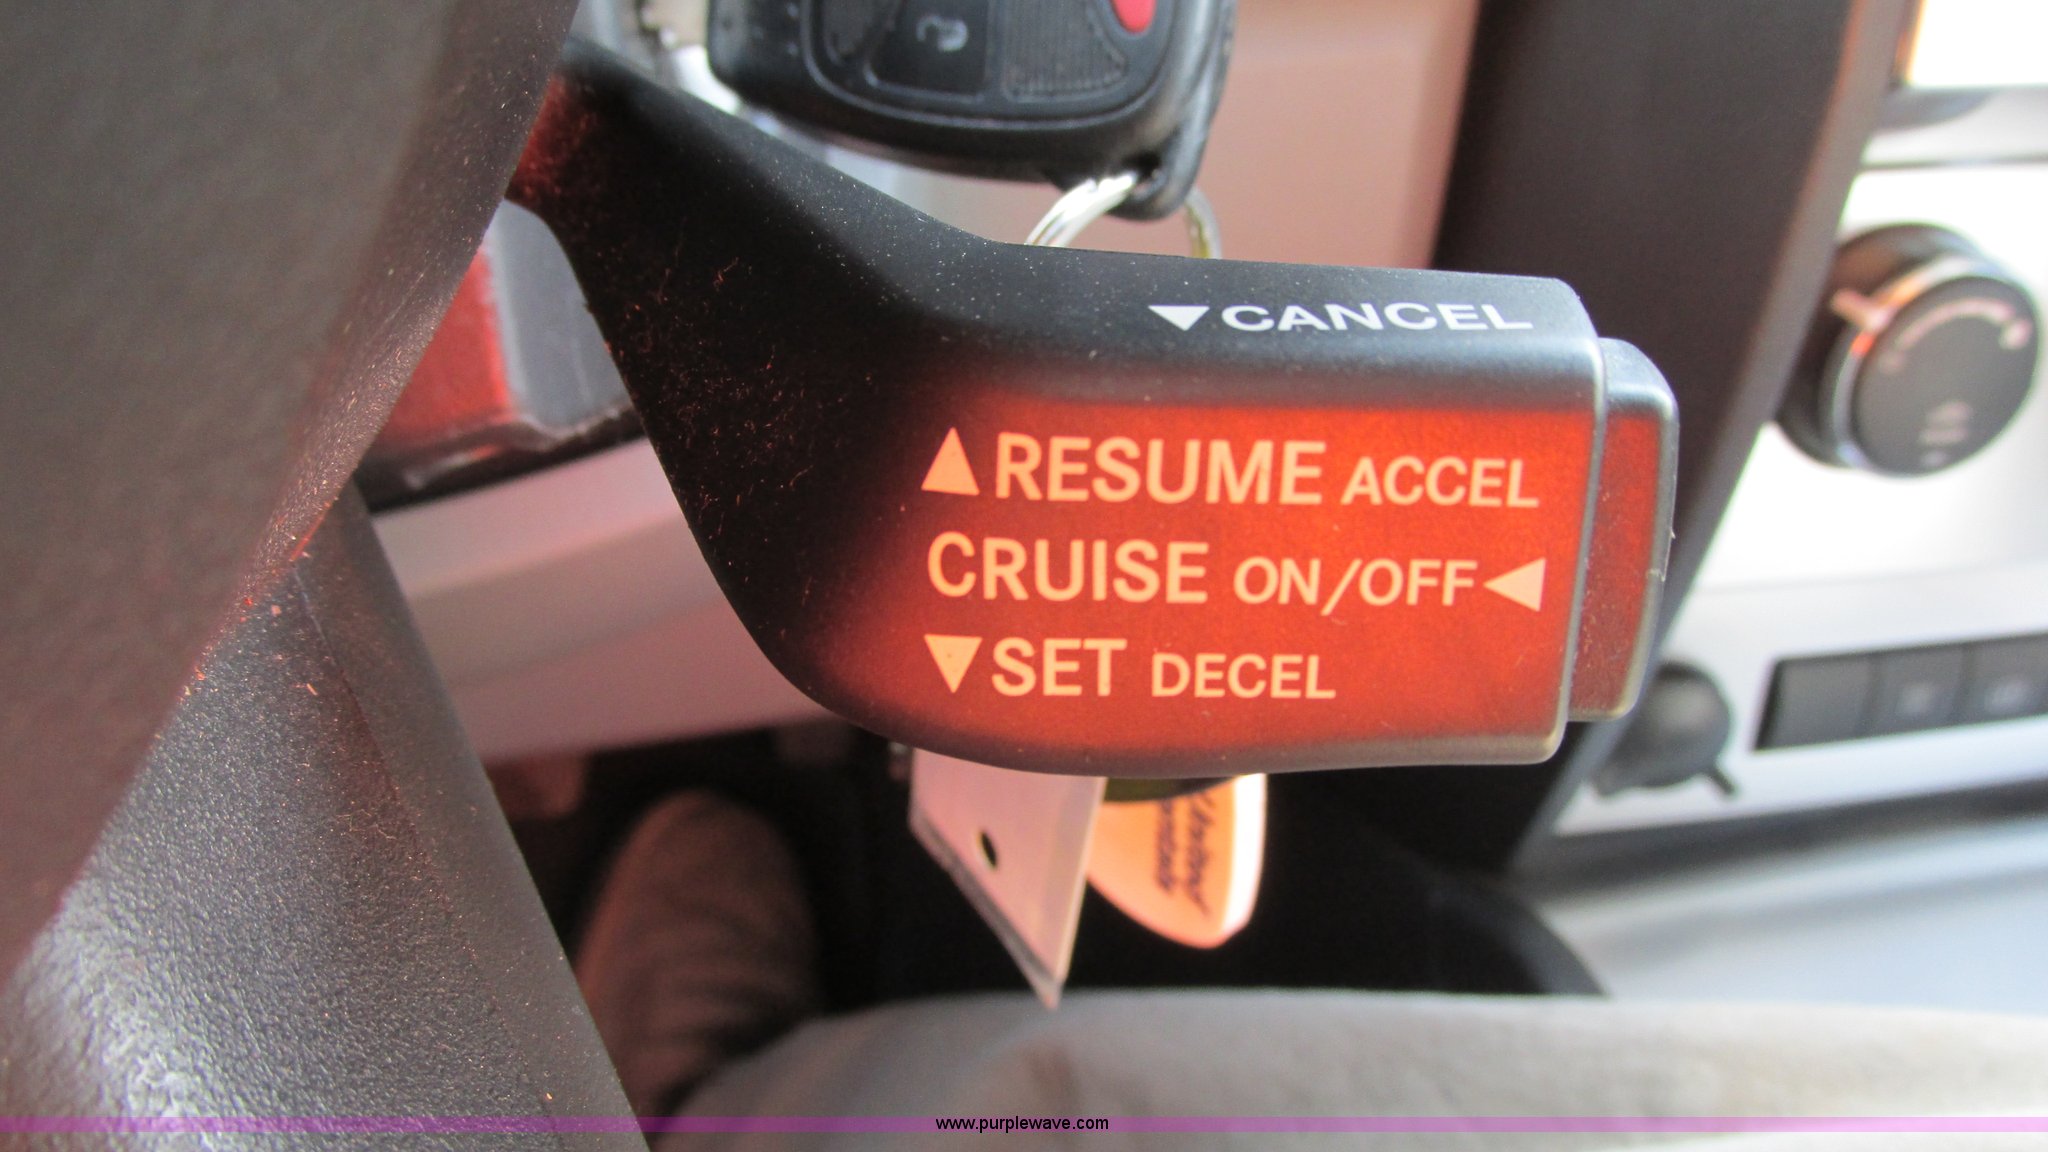 ▼CANCEL
▲RESUME ACCEL
CRUISE ON/OFF◀
▼SET DECEL
www.purplewave.com